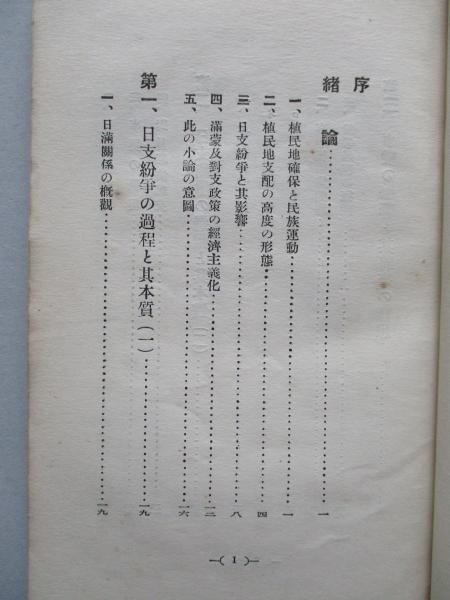 序
緒論…………一
一、植民地確保と民族運動…………一
二、植民地支配の高度の形態…………四
三、日支紛爭と其影響…………八
四、滿蒙及對支政策の經濟主義化…………一二
五、此の小論の意圖…………一六
第一、日支紛爭の過程と其本質(一)…………一九
一、日滿關係の槪觀…………一九
—( 1 )—